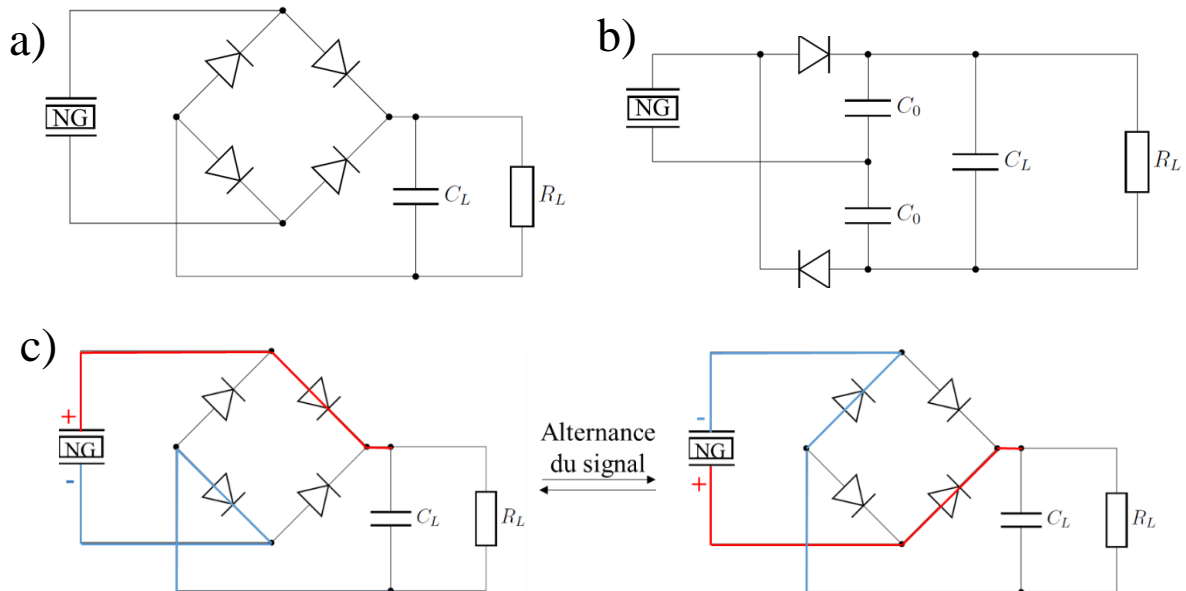 a)
NG
C_L
R_L
b)
NG
C_0
C_0
C_L
R_L
c)
+
NG
-
C_L
R_L
Alternance
du signal
-
NG
+
C_L
R_L